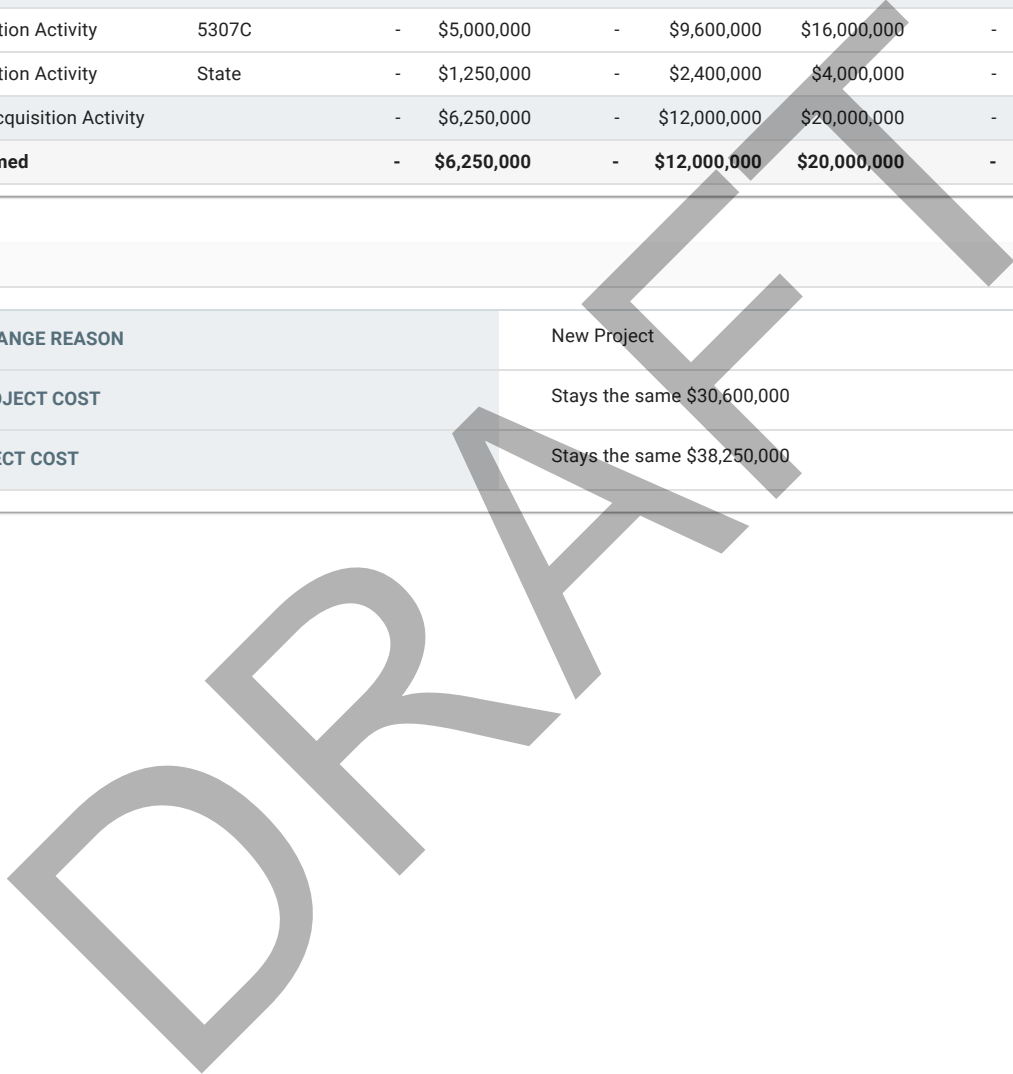 tion Activity 5307C - $5,000,000 - $9,600,000 $16,000,000 -
tion Activity State - $1,250,000 - $2,400,000 $4,000,000 -
cquisition Activity - $6,250,000 - $12,000,000 $20,000,000 -
med - $6,250,000 - $12,000,000 $20,000,000 -
ANGE REASON New Project
OJECT COST Stays the same $30,600,000
ECT COST Stays the same $38,250,000
DRAFT